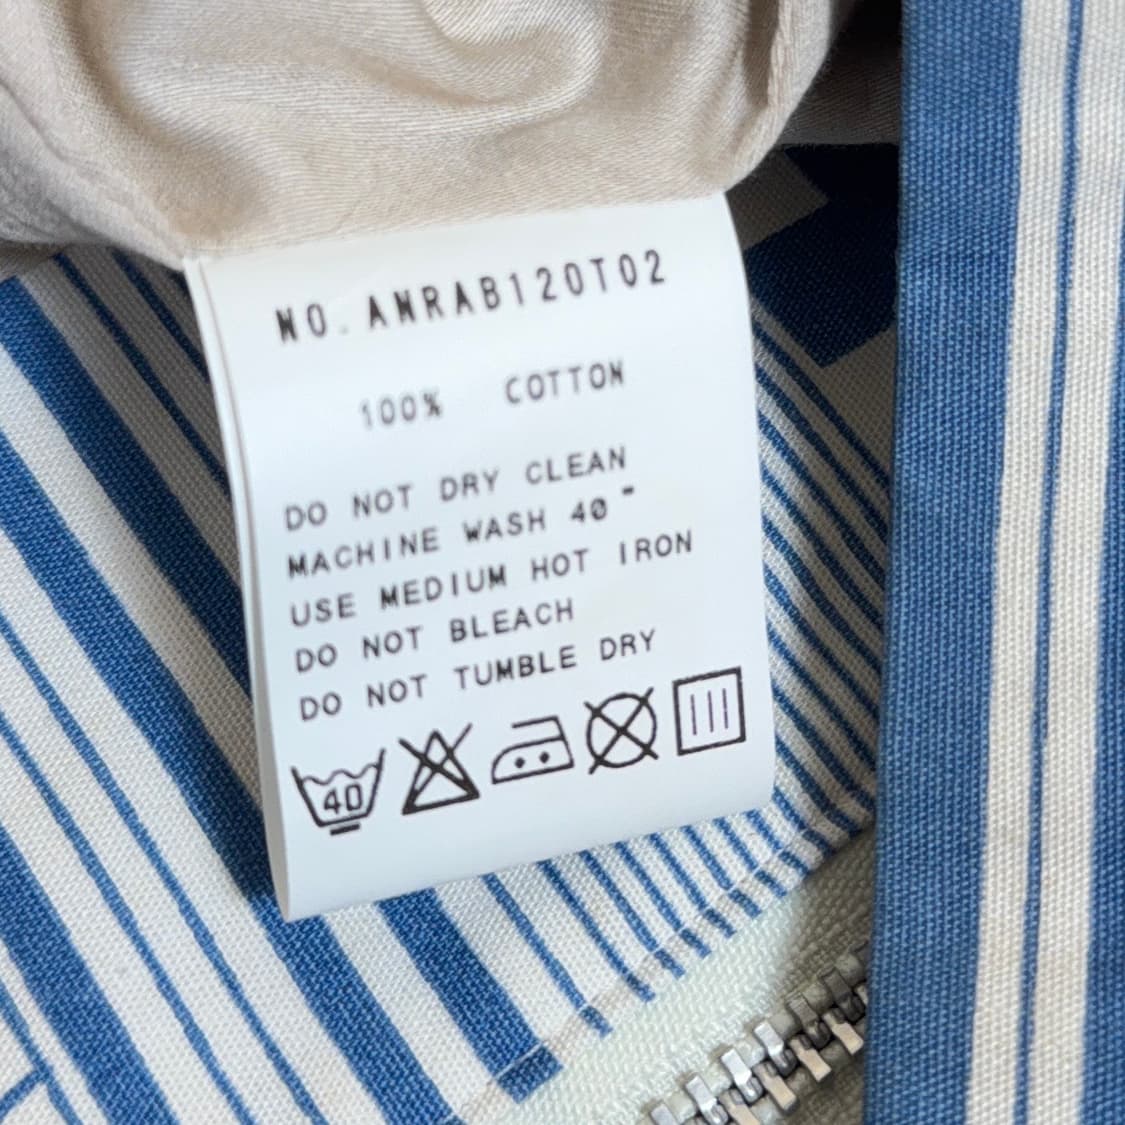 NO.ANRAB120T02
100% COTTON
DO NOT DRY CLEAN
MACHINE WASH 40 -
USE MEDIUM HOT IRON
DO NOT BLEACH
DO NOT TUMBLE DRY
40